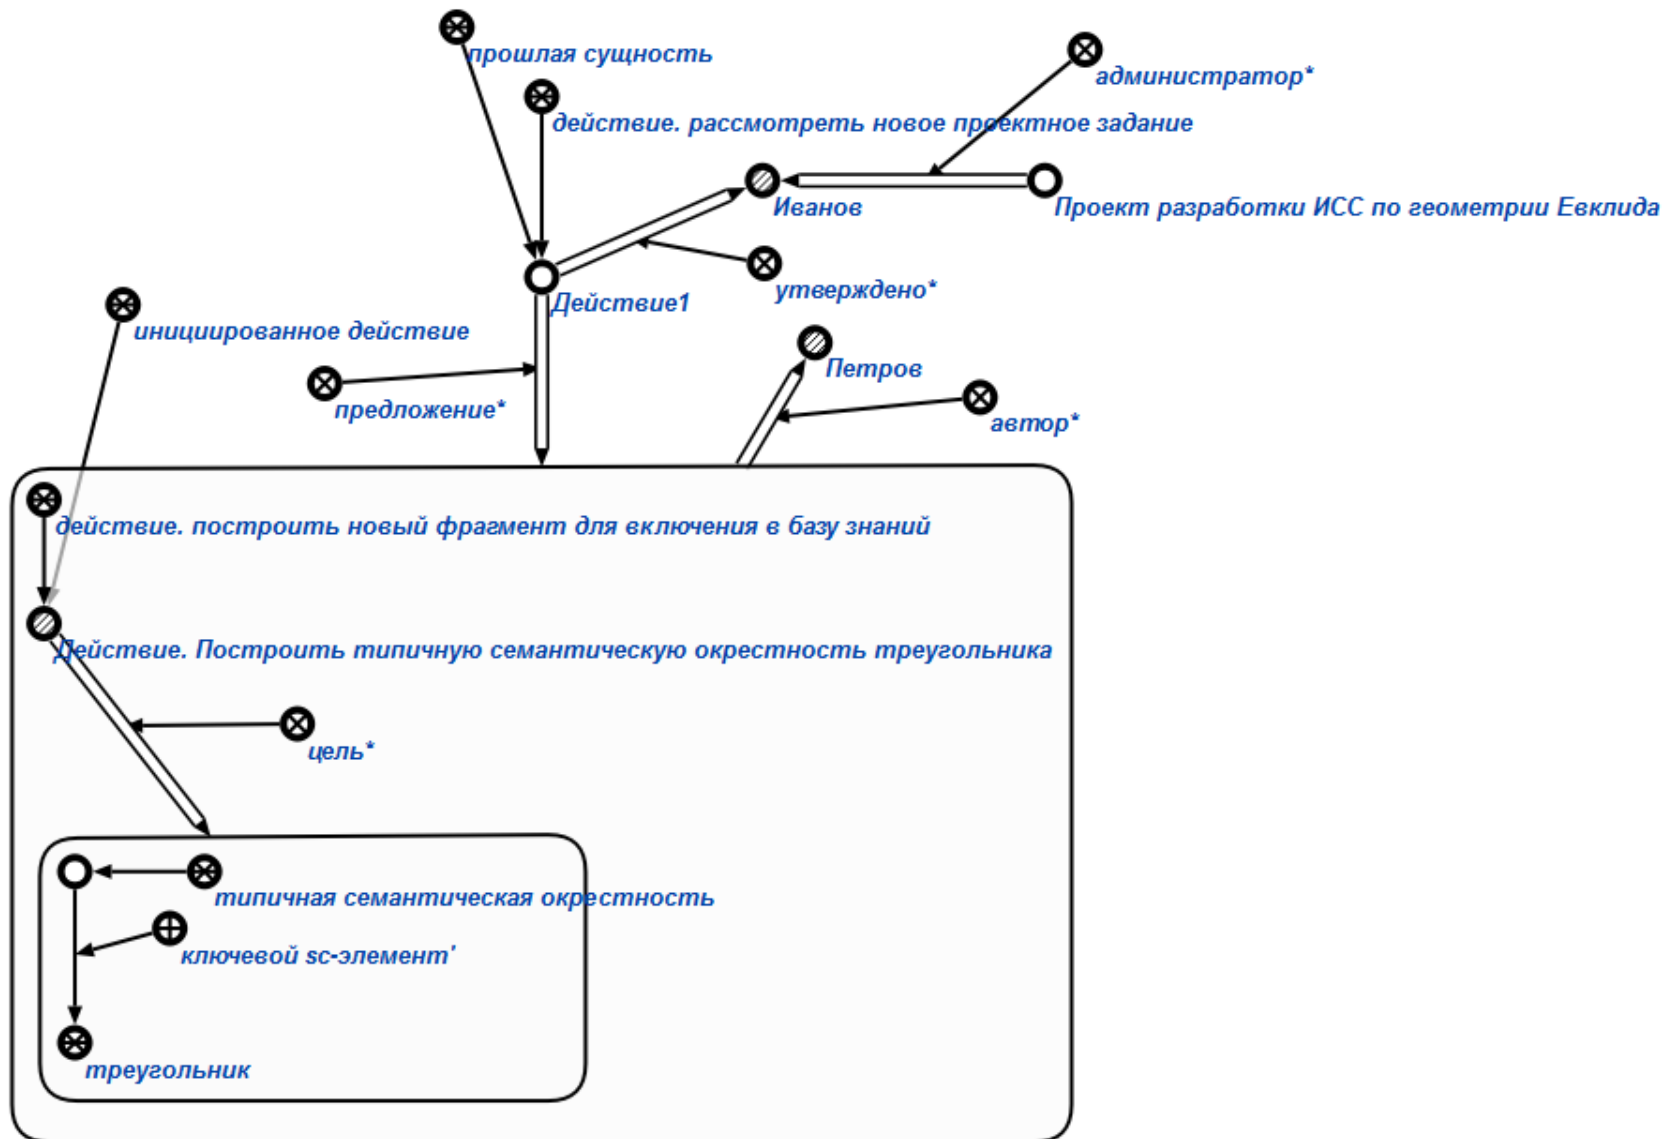 прошлая сущность
администратор*
действие. рассмотреть новое проектное задание
Иванов
Проект разработки ИСС по геометрии Евклида
утверждено*
Действие1
инициированное действие
Петров
предложение*
автор*
действие. построить новый фрагмент для включения в базу знаний
Действие. Построить типичную семантическую окрестность треугольника
цель*
типичная семантическая окрестность
ключевой sc-элемент'
треугольник